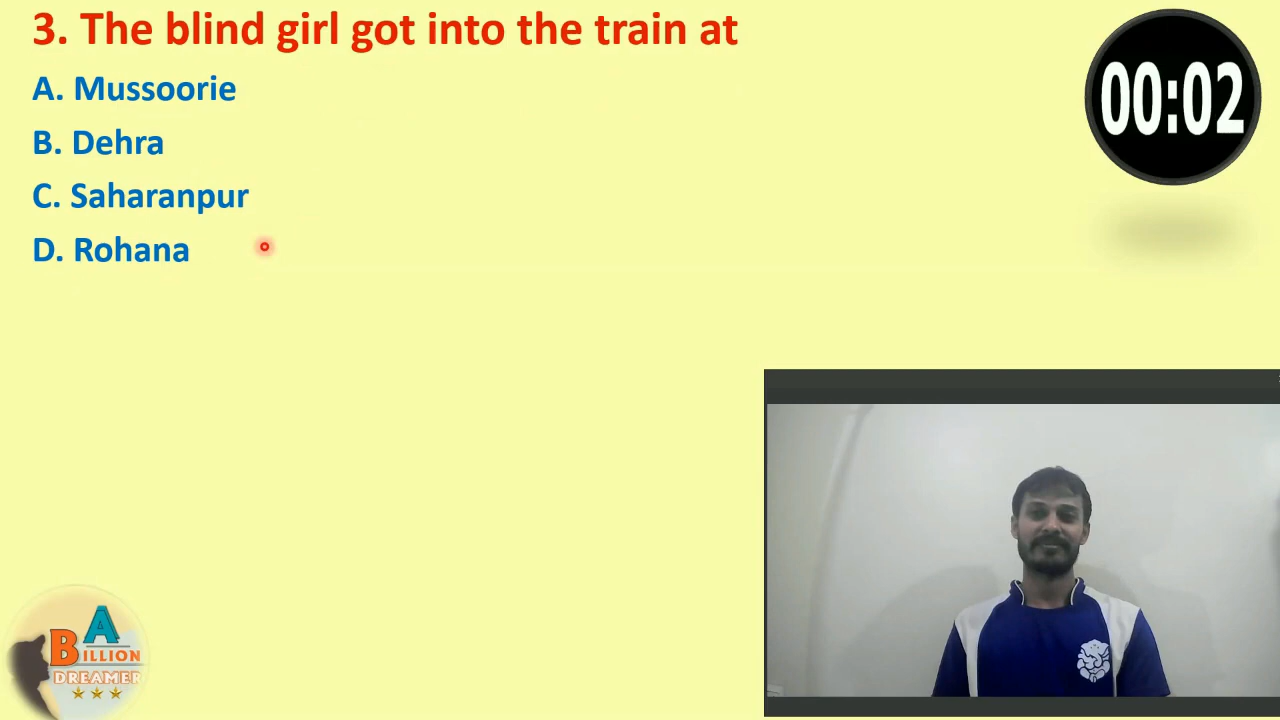 3. The blind girl got into the train at
A. Mussoorie
B. Dehra
C. Saharanpur
D. Rohana
00:02
A
BILLION
DREAMER